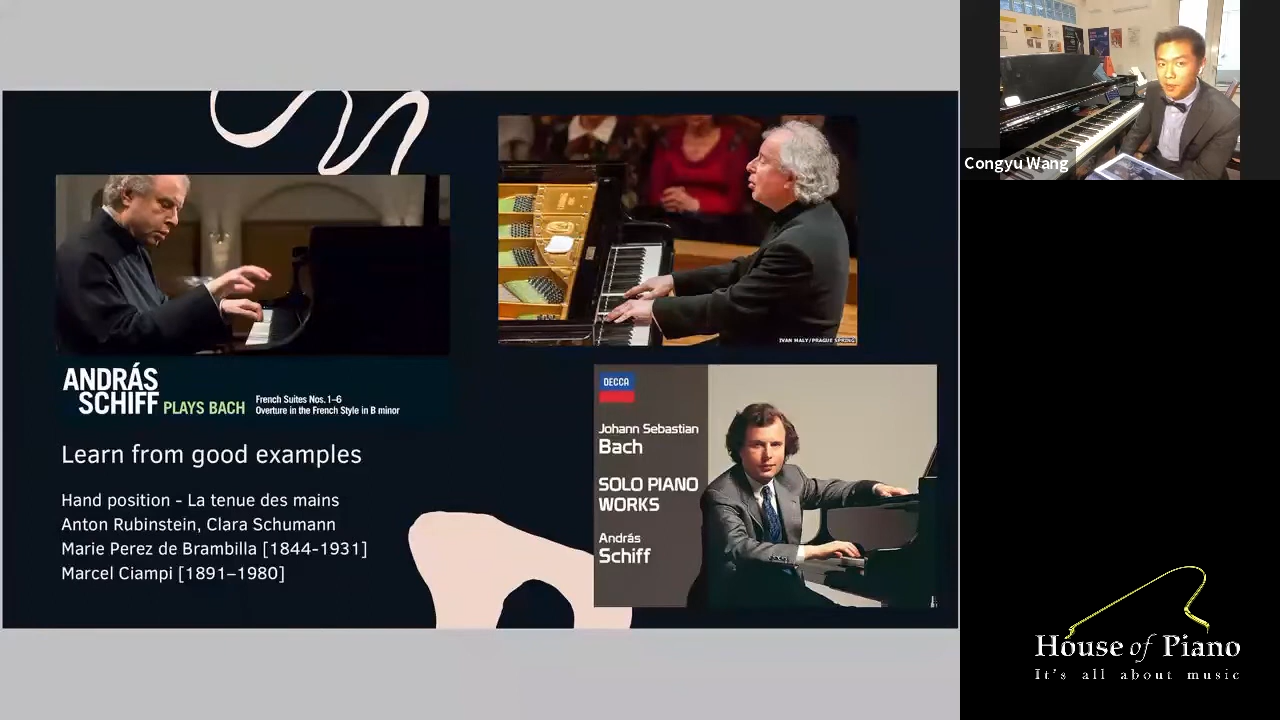 IVAN MALY/PRAGUE SPRING
ANDRÁS
SCHIFF PLAYS BACH
French Suites Nos. 1–6
Overture in the French Style in B minor
Learn from good examples
Hand position - La tenue des mains
Anton Rubinstein, Clara Schumann
Marie Perez de Brambilla [1844-1931]
Marcel Ciampi [1891–1980]
DECCA
Johann Sebastian
Bach
SOLO PIANO
WORKS
András
Schiff
Congyu Wang
House of Piano
It's all about music